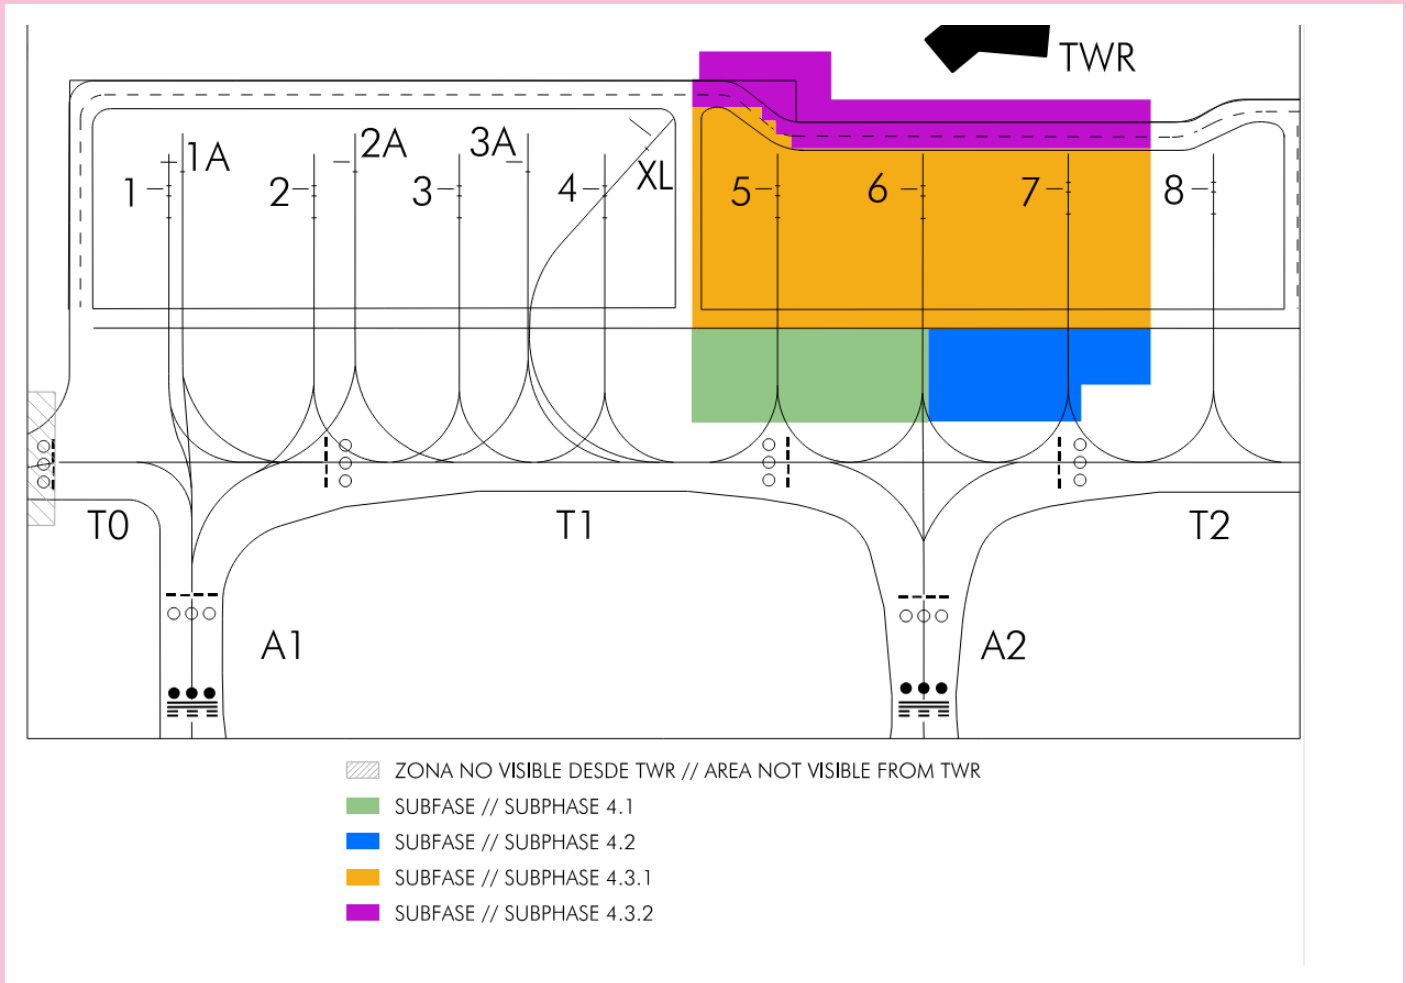 TWR
1A
2A
3A
1
2
3
4
XL
5
6
7
8
T0
T1
T2
A1
A2
ZONA NO VISIBLE DESDE TWR // AREA NOT VISIBLE FROM TWR
SUBFASE // SUBPHASE 4.1
SUBFASE // SUBPHASE 4.2
SUBFASE // SUBPHASE 4.3.1
SUBFASE // SUBPHASE 4.3.2